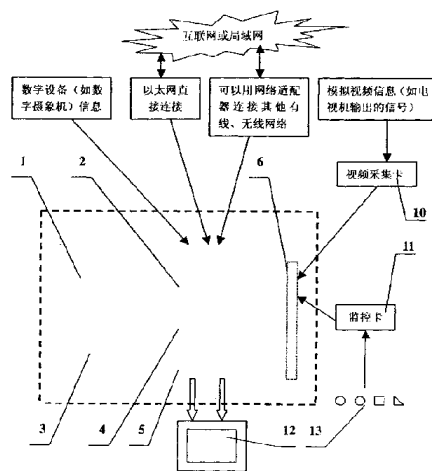 互联网或局域网
数字设备（如数
字摄象机）信息
以太网直
接连接
可以用网络适配
器连接其他有
线、无线网络
模拟视频信息（如电
视机输出的信号）
1
2
6
视频采集卡
10
11
监控卡
3
4
5
12
13